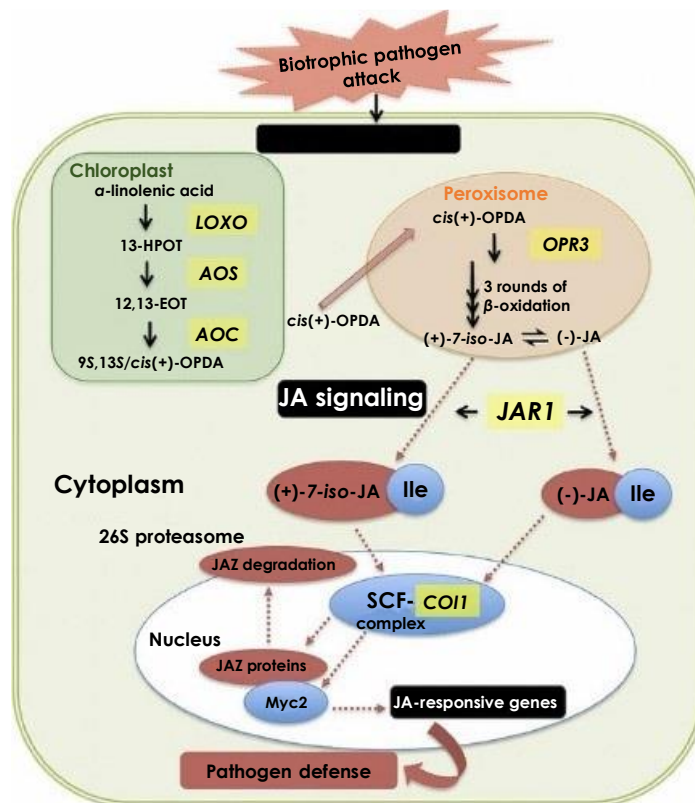 Biotrophic pathogen
attack
Chloroplast
α-linolenic acid
LOXO
13-HPOT
AOS
12,13-EOT
AOC
9S,13S/cis(+)-OPDA
cis(+)-OPDA
Peroxisome
cis(+)-OPDA
OPR3
3 rounds of
β-oxidation
(+)-7-iso-JA
(-)-JA
JA signaling
JAR1
Cytoplasm
(+)-7-iso-JA
Ile
(-)-JA
Ile
26S proteasome
JAZ degradation
SCF-COI1
complex
Nucleus
JAZ proteins
Myc2
JA-responsive genes
Pathogen defense